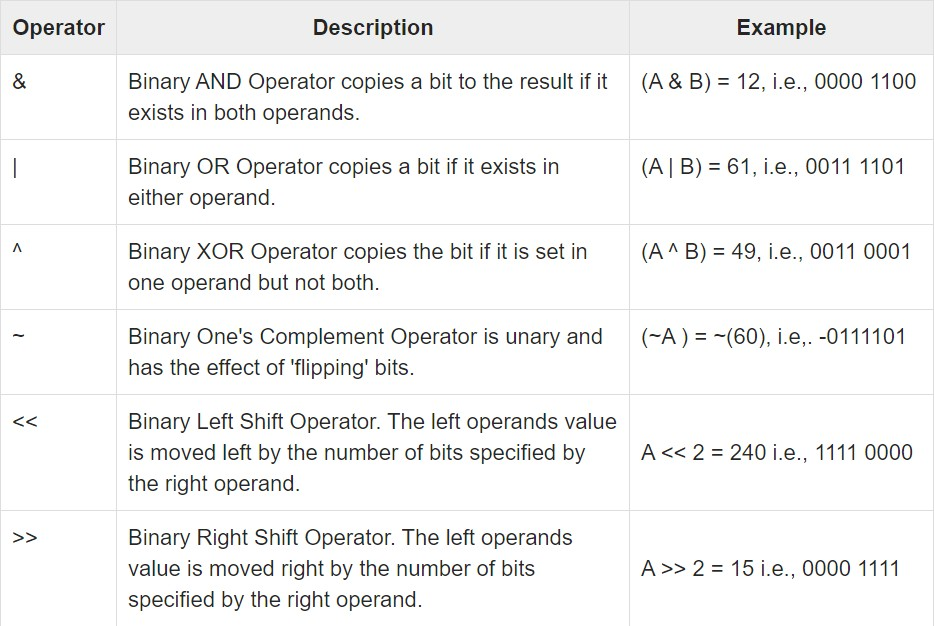 Operator Description Example
& Binary AND Operator copies a bit to the result if it (A & B) = 12, i.e., 0000 1100
exists in both operands.
| Binary OR Operator copies a bit if it exists in (A | B) = 61, i.e., 0011 1101
either operand.
^ Binary XOR Operator copies the bit if it is set in (A ^ B) = 49, i.e., 0011 0001
one operand but not both.
~ Binary One's Complement Operator is unary and (~A ) = ~(60), i.e,. -0111101
has the effect of 'flipping' bits.
<< Binary Left Shift Operator. The left operands value
is moved left by the number of bits specified by A << 2 = 240 i.e., 1111 0000
the right operand.
>> Binary Right Shift Operator. The left operands
value is moved right by the number of bits A >> 2 = 15 i.e., 0000 1111
specified by the right operand.